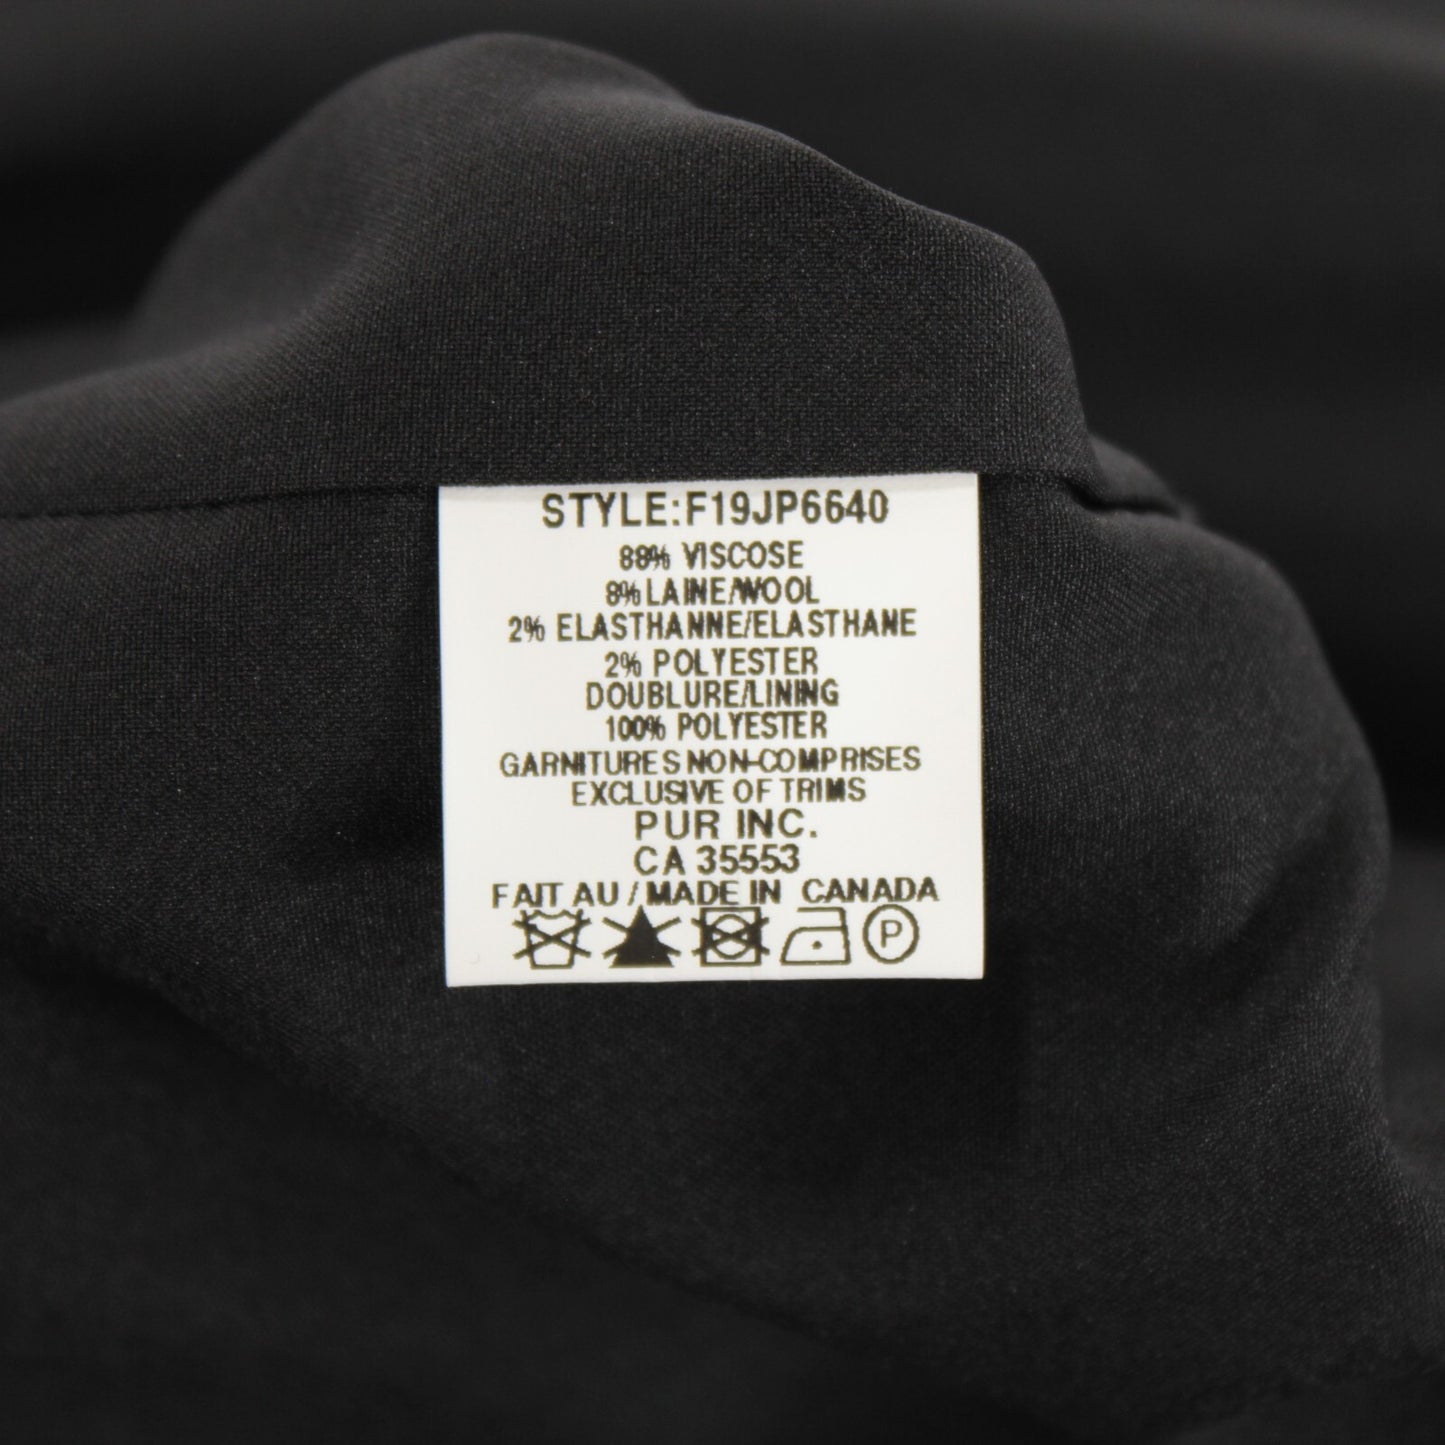 STYLE:F19JP6640
88% VISCOSE
8% LAINE/WOOL
2% ELASTHANNE/ELASTHANE
2% POLYESTER
DOUBLURE/LINING
100% POLYESTER
GARNITURES NON-COMPRISES
EXCLUSIVE OF TRIMS
PUR INC.
CA 35553
FAIT AU / MADE IN CANADA
P